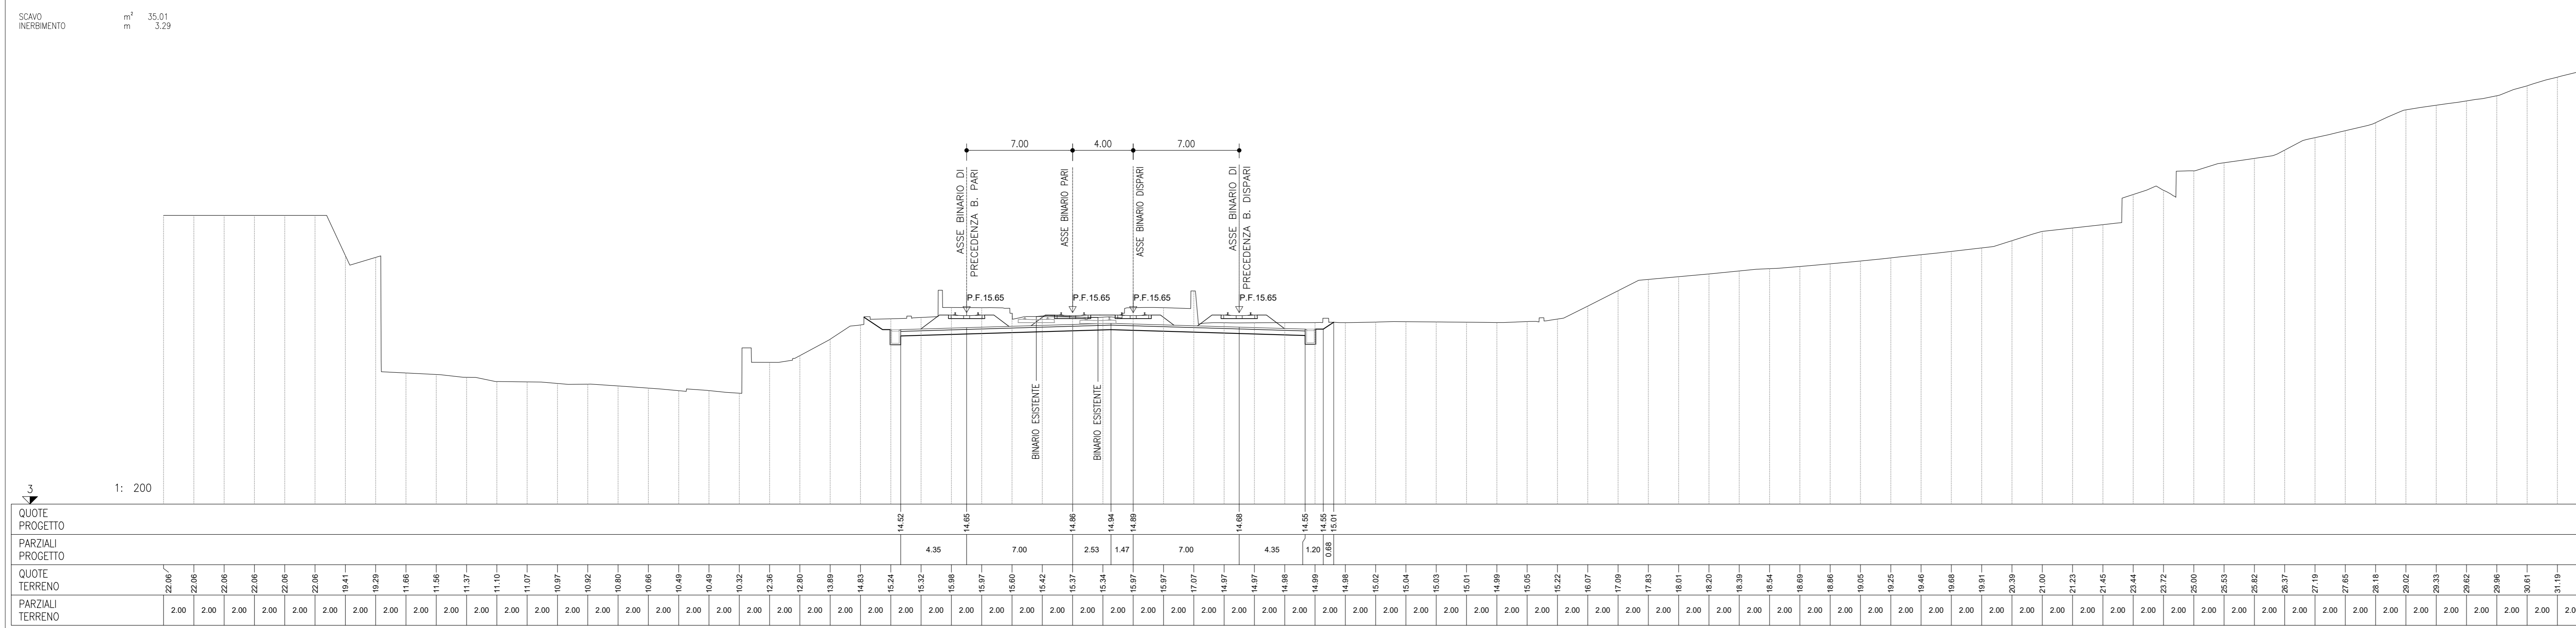 SCAVO m² 35.01
INERBIMENTO m 3.29
7.00 4.00 7.00
ASSE BINARIO DI
PRECEDENZA B. PARI
ASSE BINARIO PARI
ASSE BINARIO DISPARI
ASSE BINARIO DI
PRECEDENZA B. DISPARI
P.F.15.65 P.F.15.65 P.F.15.65 P.F.15.65
BINARIO ESISTENTE
BINARIO ESISTENTE
3 1: 200
QUOTE
PROGETTO
14.52 14.65 14.86 14.94 14.89 14.68 14.55 14.55 15.01
PARZIALI
PROGETTO
4.35 7.00 2.53 1.47 7.00 4.35 1.20 0.68
QUOTE
TERRENO
22.06 22.06 22.06 22.06 22.06 22.06 19.41 19.29 11.66 11.56 11.37 11.10 11.07 10.97 10.92 10.80 10.66 10.49 10.49 10.32 12.36 12.80 13.89 14.83 15.24 15.32 15.98 15.97 15.60 15.42 15.37 15.34 15.97 15.97 17.07 14.97 14.97 14.98 14.99 14.98 15.02 15.04 15.03 15.01 14.99 15.05 15.22 16.07 17.09 17.83 18.01 18.20 18.39 18.54 18.69 18.86 19.05 19.25 19.46 19.68 19.91 20.39 21.00 21.23 21.45 23.44 23.72 25.00 25.53 25.82 26.37 27.19 27.65 28.18 29.02 29.33 29.62 29.96 30.61 31.19
PARZIALI
TERRENO
2.00 2.00 2.00 2.00 2.00 2.00 2.00 2.00 2.00 2.00 2.00 2.00 2.00 2.00 2.00 2.00 2.00 2.00 2.00 2.00 2.00 2.00 2.00 2.00 2.00 2.00 2.00 2.00 2.00 2.00 2.00 2.00 2.00 2.00 2.00 2.00 2.00 2.00 2.00 2.00 2.00 2.00 2.00 2.00 2.00 2.00 2.00 2.00 2.00 2.00 2.00 2.00 2.00 2.00 2.00 2.00 2.00 2.00 2.00 2.00 2.00 2.00 2.00 2.00 2.00 2.00 2.00 2.00 2.00 2.00 2.00 2.00 2.00 2.00 2.00 2.00 2.00 2.00 2.00 2.0